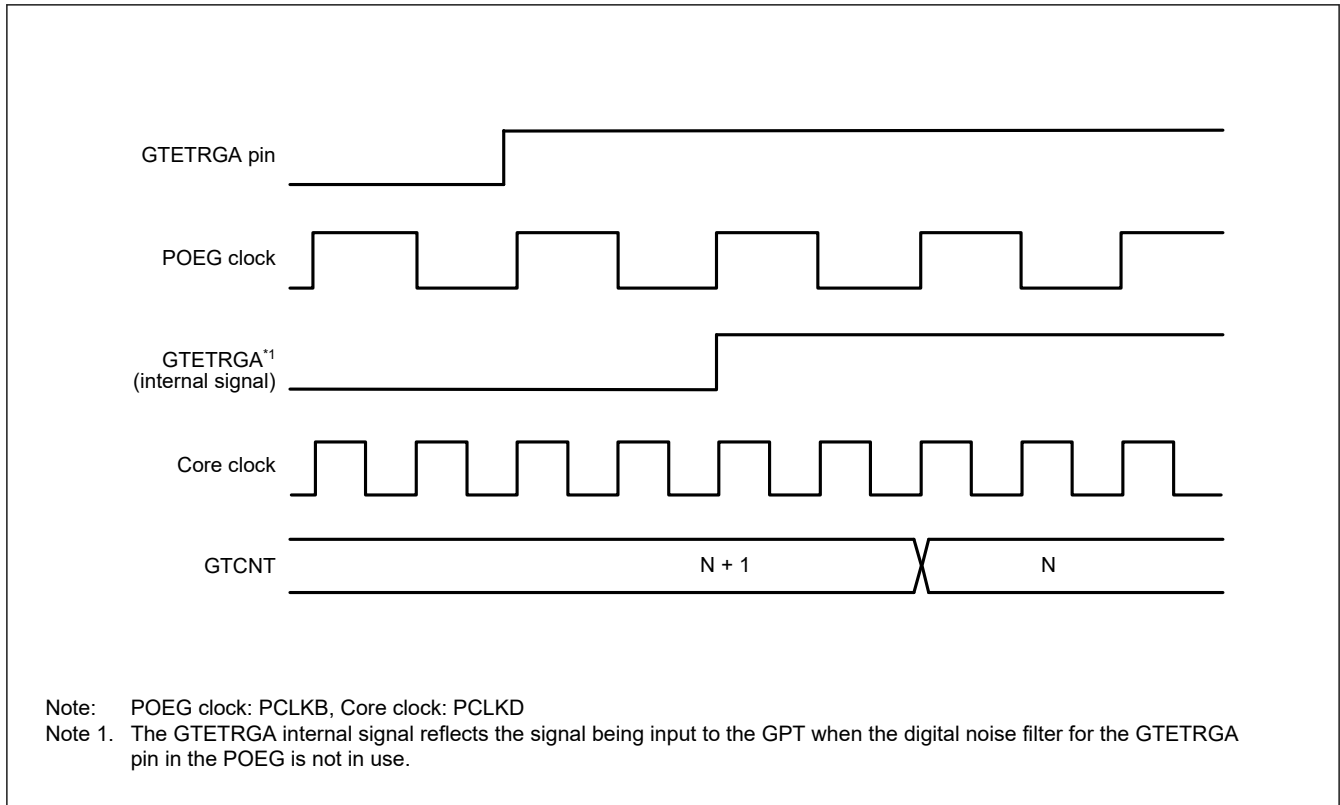 GTETRGA pin
POEG clock
GTETRGA*1
(internal signal)
Core clock
GTCNT
N + 1
N
Note: POEG clock: PCLKB, Core clock: PCLKD
Note 1. The GTETRGA internal signal reflects the signal being input to the GPT when the digital noise filter for the GTETRGA
pin in the POEG is not in use.